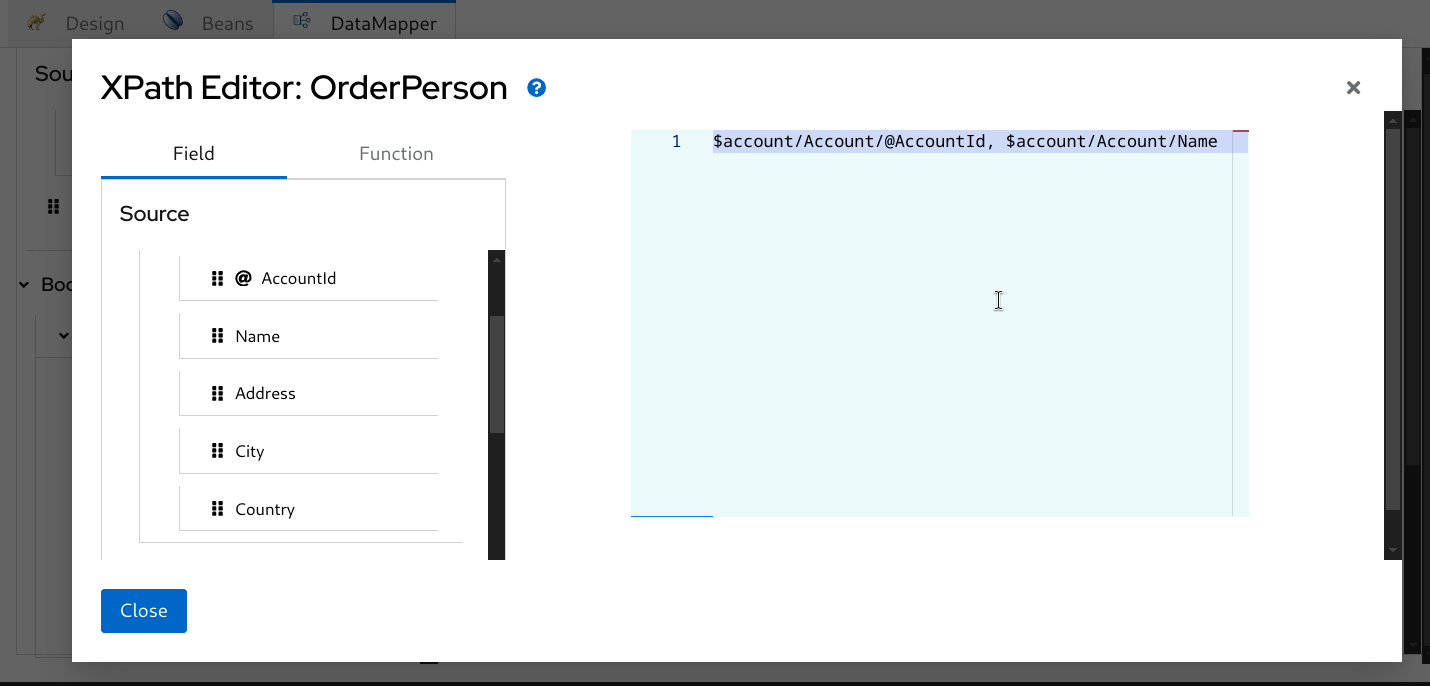 Design Beans DataMapper
Sou
XPath Editor: OrderPerson ?
Field Function
1 $account/Account/@AccountId, $account/Account/Name
Source
@ AccountId
Boo
Name
Address
City
Country
Close